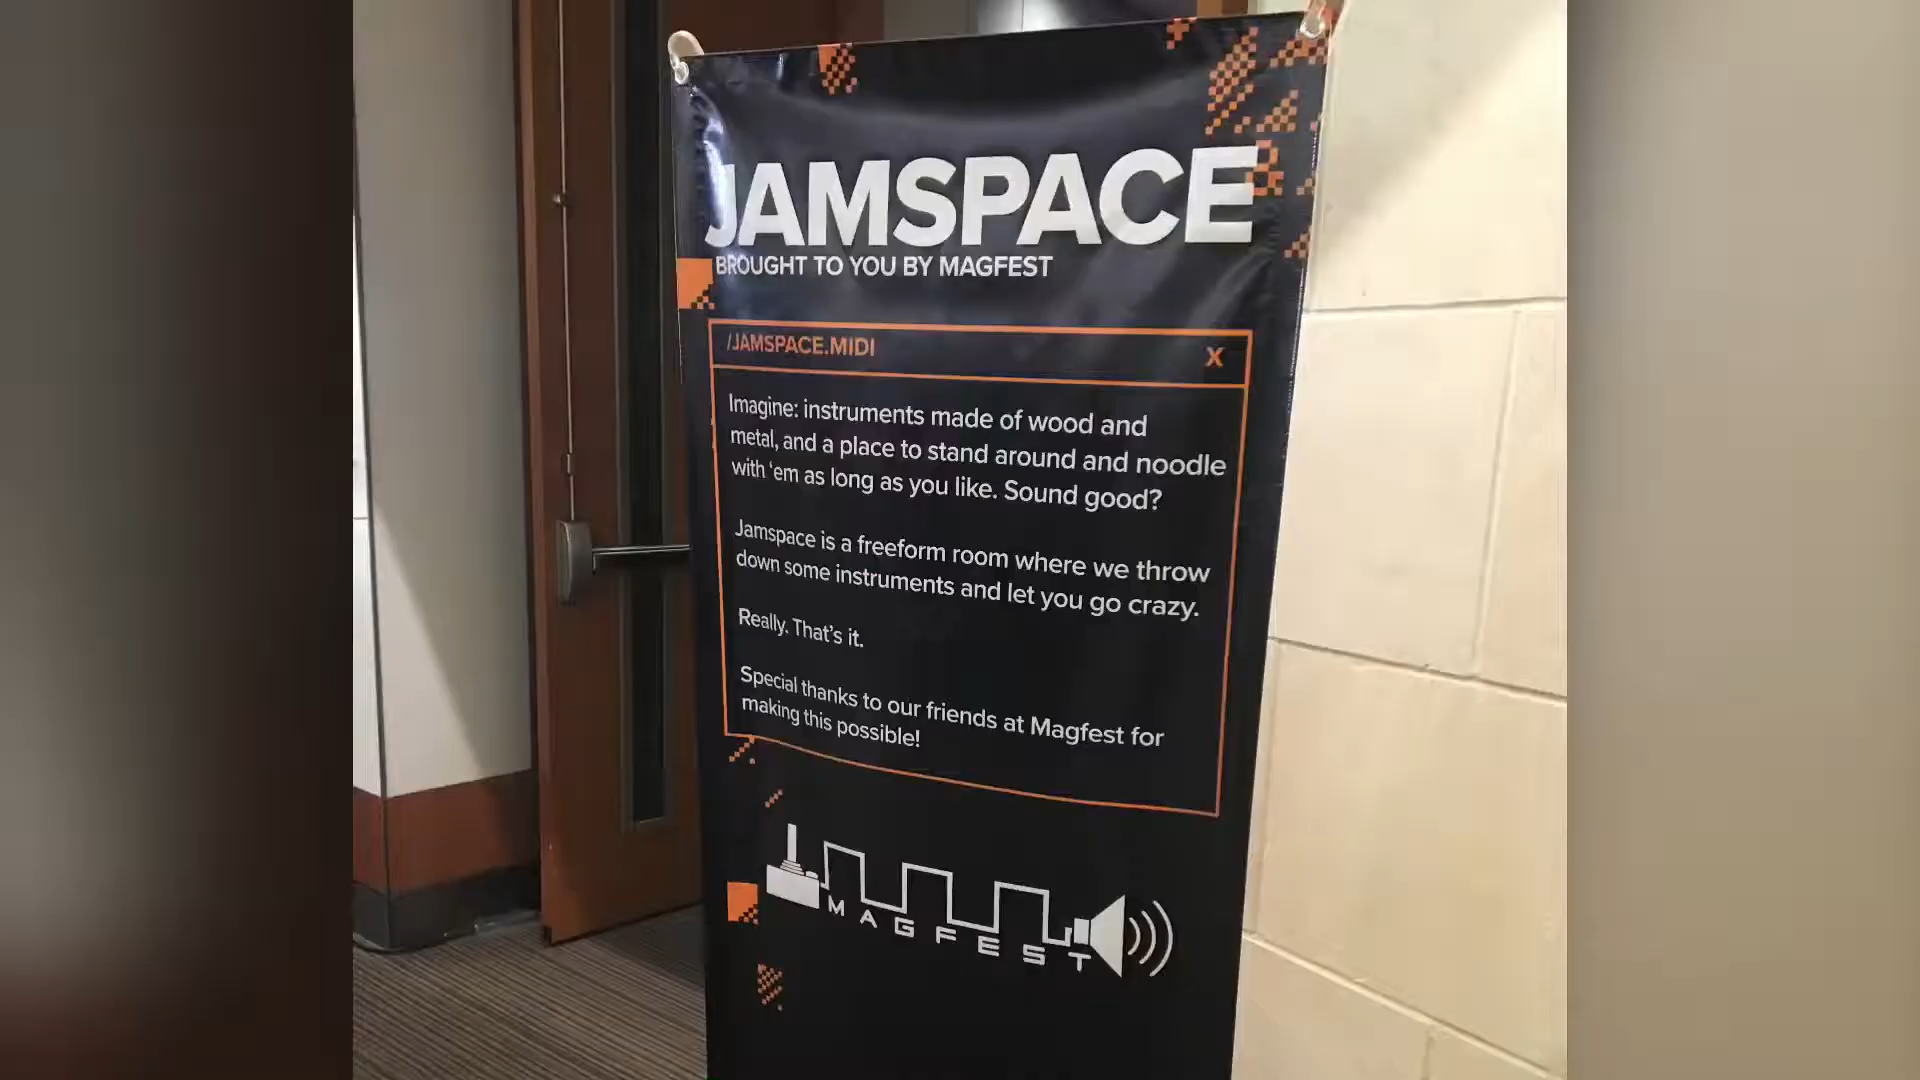 JAMSPACE
BROUGHT TO YOU BY MAGFEST
/JAMSPACE.MIDI X
Imagine: instruments made of wood and
metal, and a place to stand around and noodle
with ‘em as long as you like. Sound good?
Jamspace is a freeform room where we throw
down some instruments and let you go crazy.
Really. That’s it.
Special thanks to our friends at Magfest for
making this possible!
MAGFEST